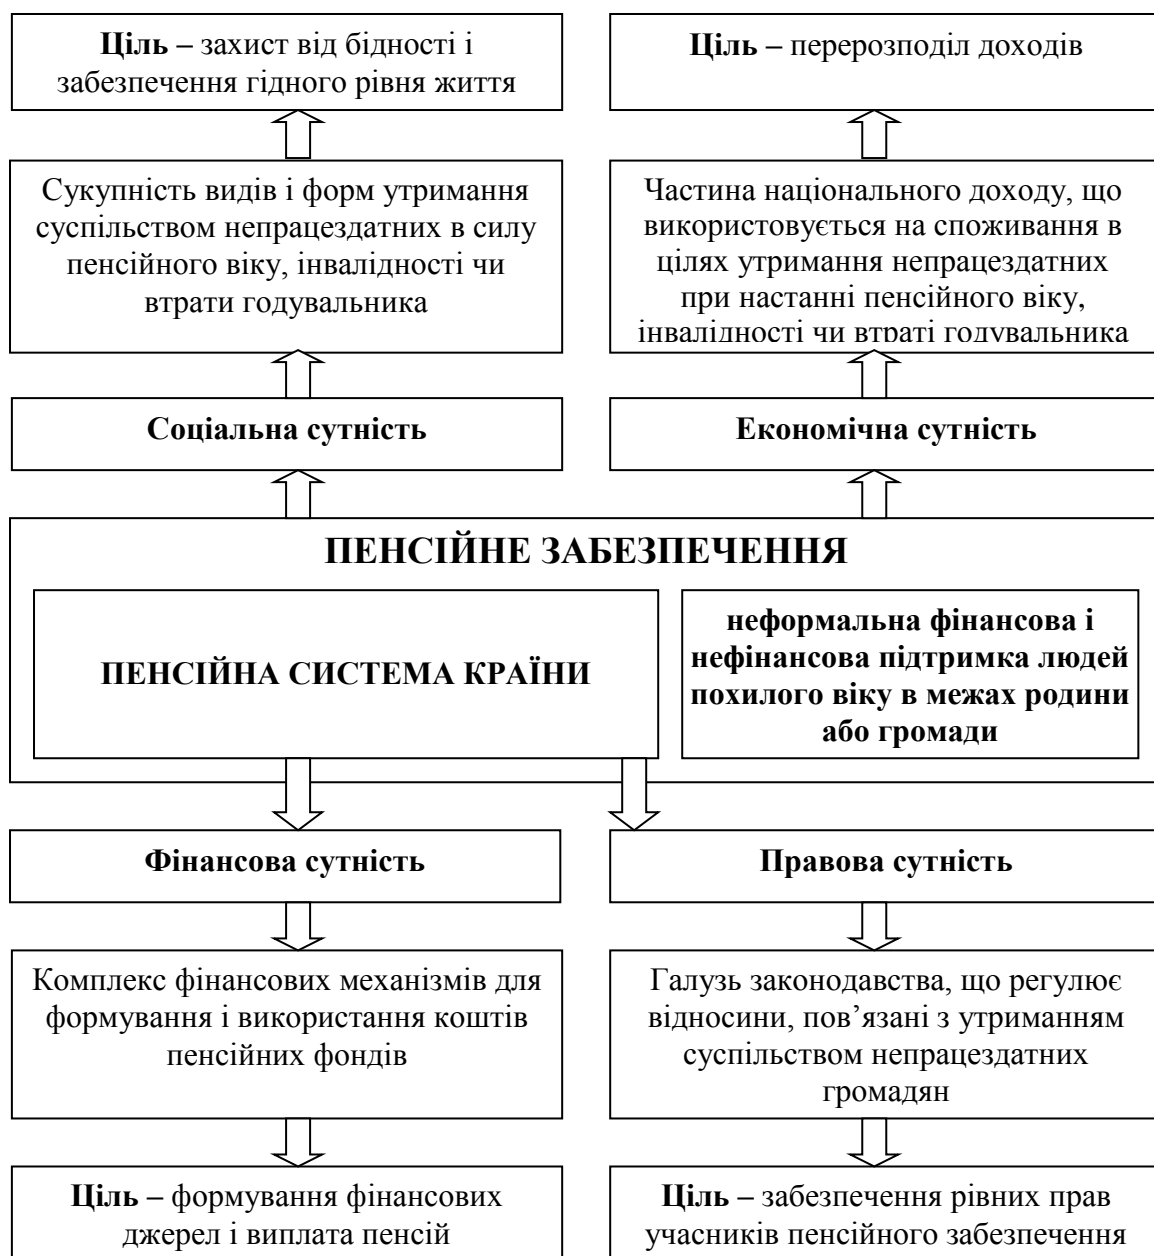 Ціль – захист від бідності і
забезпечення гідного рівня життя
Ціль – перерозподіл доходів
Сукупність видів і форм утримання
суспільством непрацездатних в силу
пенсійного віку, інвалідності чи
втрати годувальника
Частина національного доходу, що
використовується на споживання в
цілях утримання непрацездатних
при настанні пенсійного віку,
інвалідності чи втраті годувальника
Соціальна сутність
Економічна сутність
ПЕНСІЙНЕ ЗАБЕЗПЕЧЕННЯ
ПЕНСІЙНА СИСТЕМА КРАЇНИ
неформальна фінансова і
нефінансова підтримка людей
похилого віку в межах родини
або громади
Фінансова сутність
Правова сутність
Комплекс фінансових механізмів для
формування і використання коштів
пенсійних фондів
Галузь законодавства, що регулює
відносини, пов’язані з утриманням
суспільством непрацездатних
громадян
Ціль – формування фінансових
джерел і виплата пенсій
Ціль – забезпечення рівних прав
учасників пенсійного забезпечення